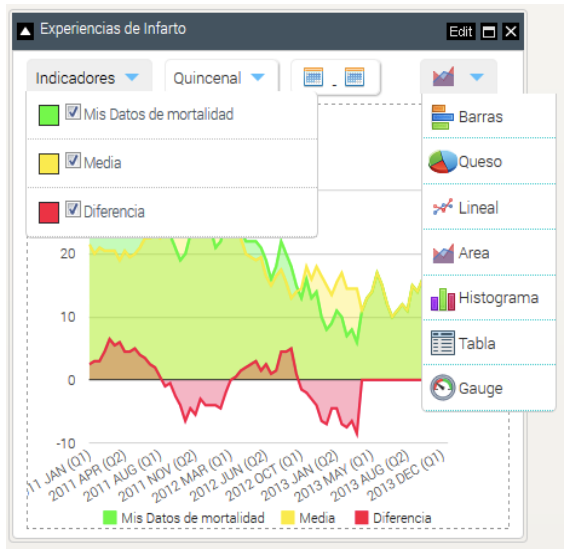 Experiencias de Infarto
Edit
Indicadores
Quincenal
Mis Datos de mortalidad
Media
Diferencia
Barras
Queso
Lineal
Area
Histograma
Tabla
Gauge
20
10
0
-10
11 JAN (Q1)
2011 APR (Q2)
2011 AUG (Q1)
2011 NOV (Q2)
2012 MAR (Q1)
2012 JUN (Q2)
2012 OCT (Q1)
2013 JAN (Q2)
2013 MAY (Q1)
2013 AUG (Q2)
2013 DEC (Q1)
Mis Datos de mortalidad Media Diferencia